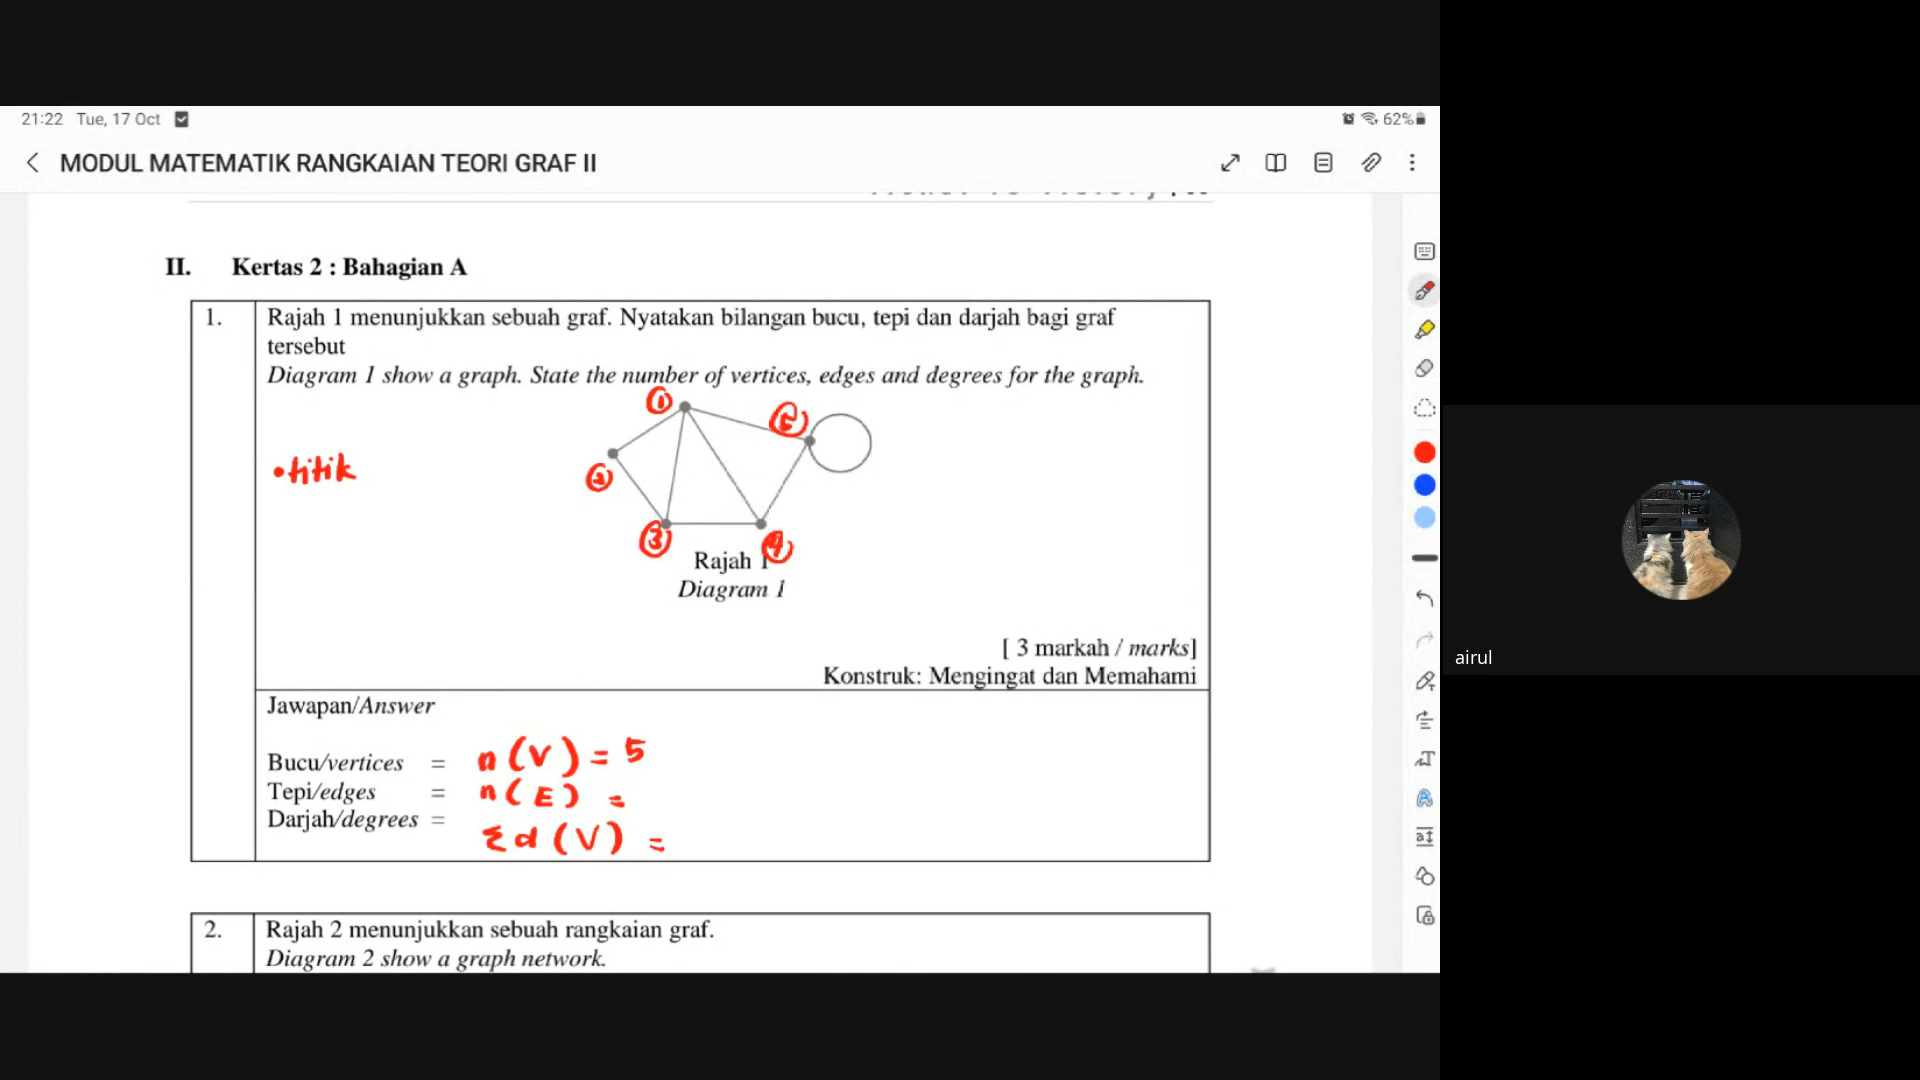 21:22 Tue, 17 Oct
62%
MODUL MATEMATIK RANGKAIAN TEORI GRAF II
II. Kertas 2 : Bahagian A
1. Rajah 1 menunjukkan sebuah graf. Nyatakan bilangan bucu, tepi dan darjah bagi graf
tersebut
Diagram 1 show a graph. State the number of vertices, edges and degrees for the graph.
1
5
•titik
2
3
4
Rajah 1
Diagram 1
[ 3 markah / marks]
Konstruk: Mengingat dan Memahami
Jawapan/Answer
Bucu/vertices = n(V) = 5
Tepi/edges = n(E) =
Darjah/degrees = Σd(V) =
2. Rajah 2 menunjukkan sebuah rangkaian graf.
Diagram 2 show a graph network.
airul